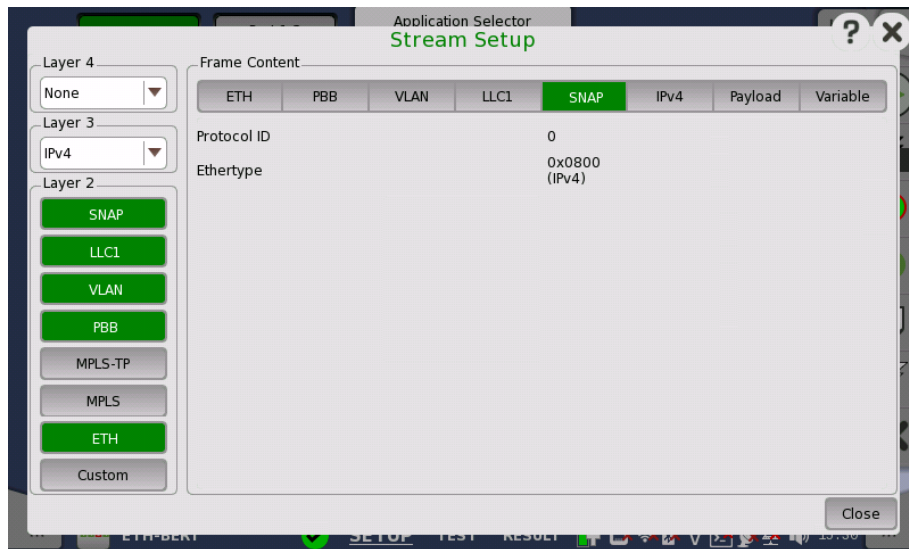 Application Selector
Stream Setup
? X
Layer 4
None
Layer 3
IPv4
Layer 2
SNAP
LLC1
VLAN
PBB
MPLS-TP
MPLS
ETH
Custom
Frame Content
ETH PBB VLAN LLC1 SNAP IPv4 Payload Variable
Protocol ID 0
Ethertype 0x0800
(IPv4)
Close
ETH-BERT SETUP TEST RESULT